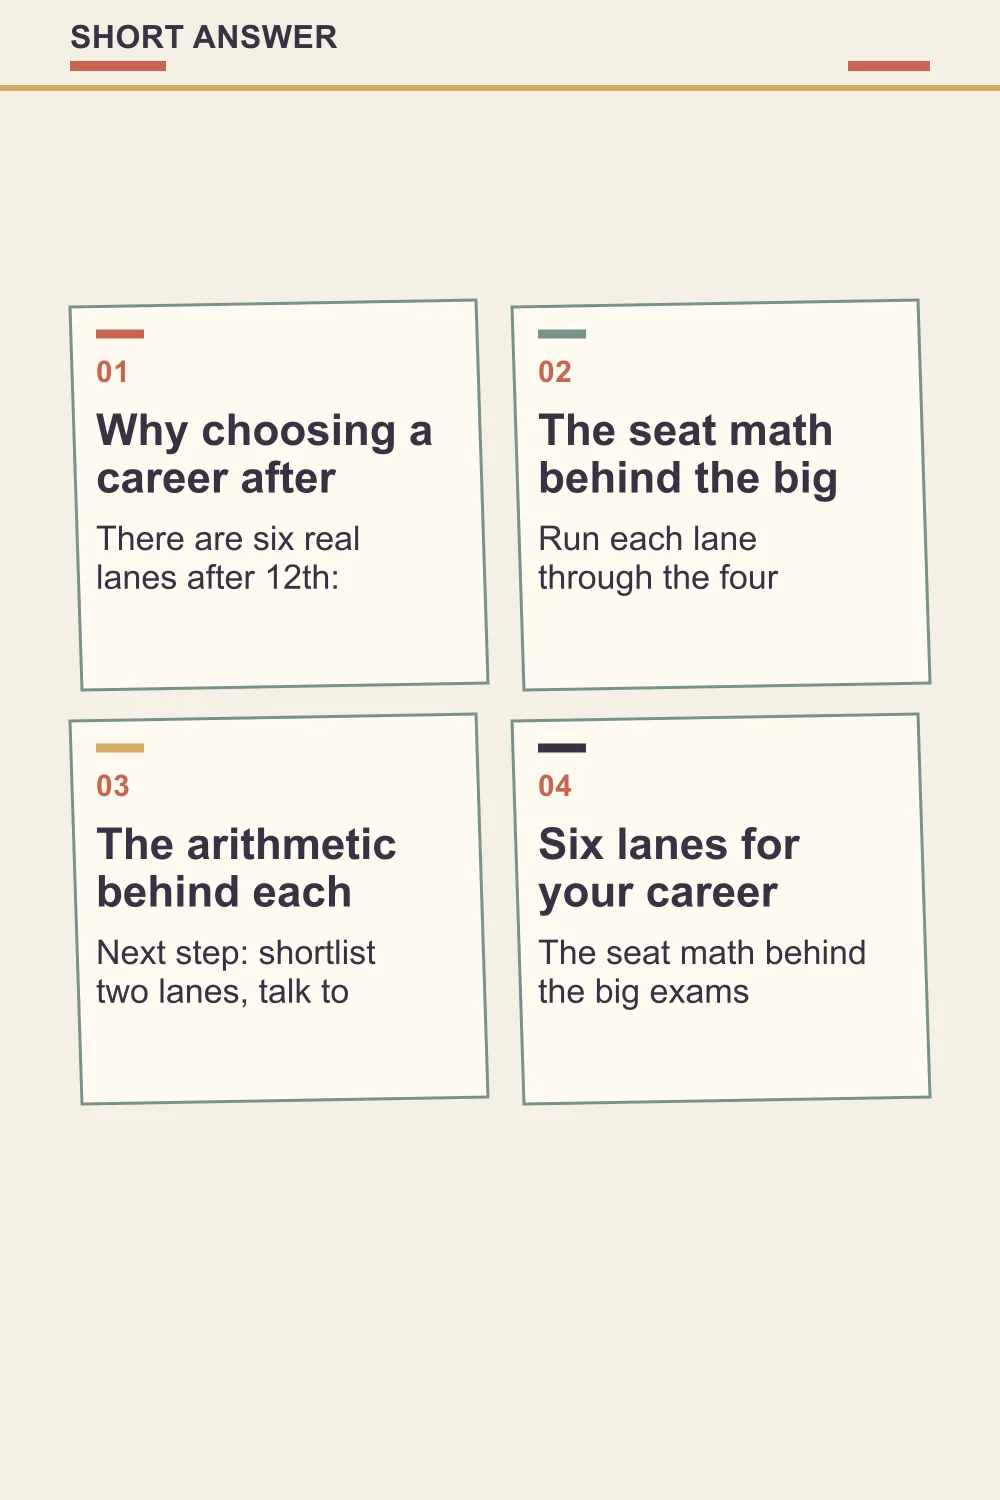 SHORT ANSWER
01
Why choosing a
career after
There are six real
lanes after 12th:
02
The seat math
behind the big
Run each lane
through the four
03
The arithmetic
behind each
Next step: shortlist
two lanes, talk to
04
Six lanes for
your career
The seat math behind
the big exams